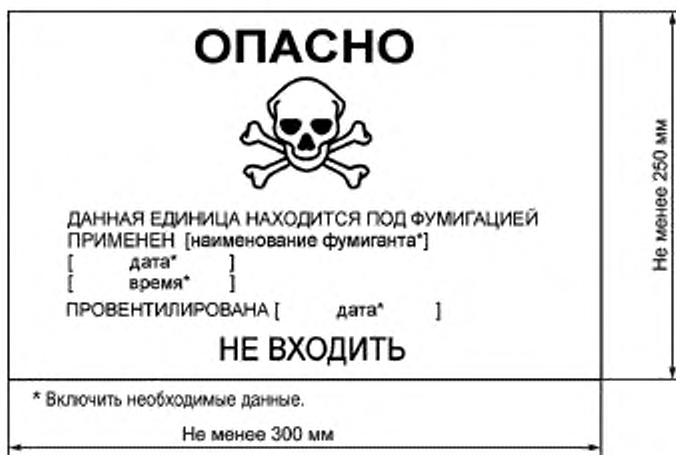 ОПАСНО
ДАННАЯ ЕДИНИЦА НАХОДИТСЯ ПОД ФУМИГАЦИЕЙ
ПРИМЕНЕН [наименование фумиганта*]
[ дата* ]
[ время* ]
ПРОВЕНТИЛИРОВАНА [ дата* ]
НЕ ВХОДИТЬ
* Включить необходимые данные.
Не менее 300 мм
Не менее 250 мм